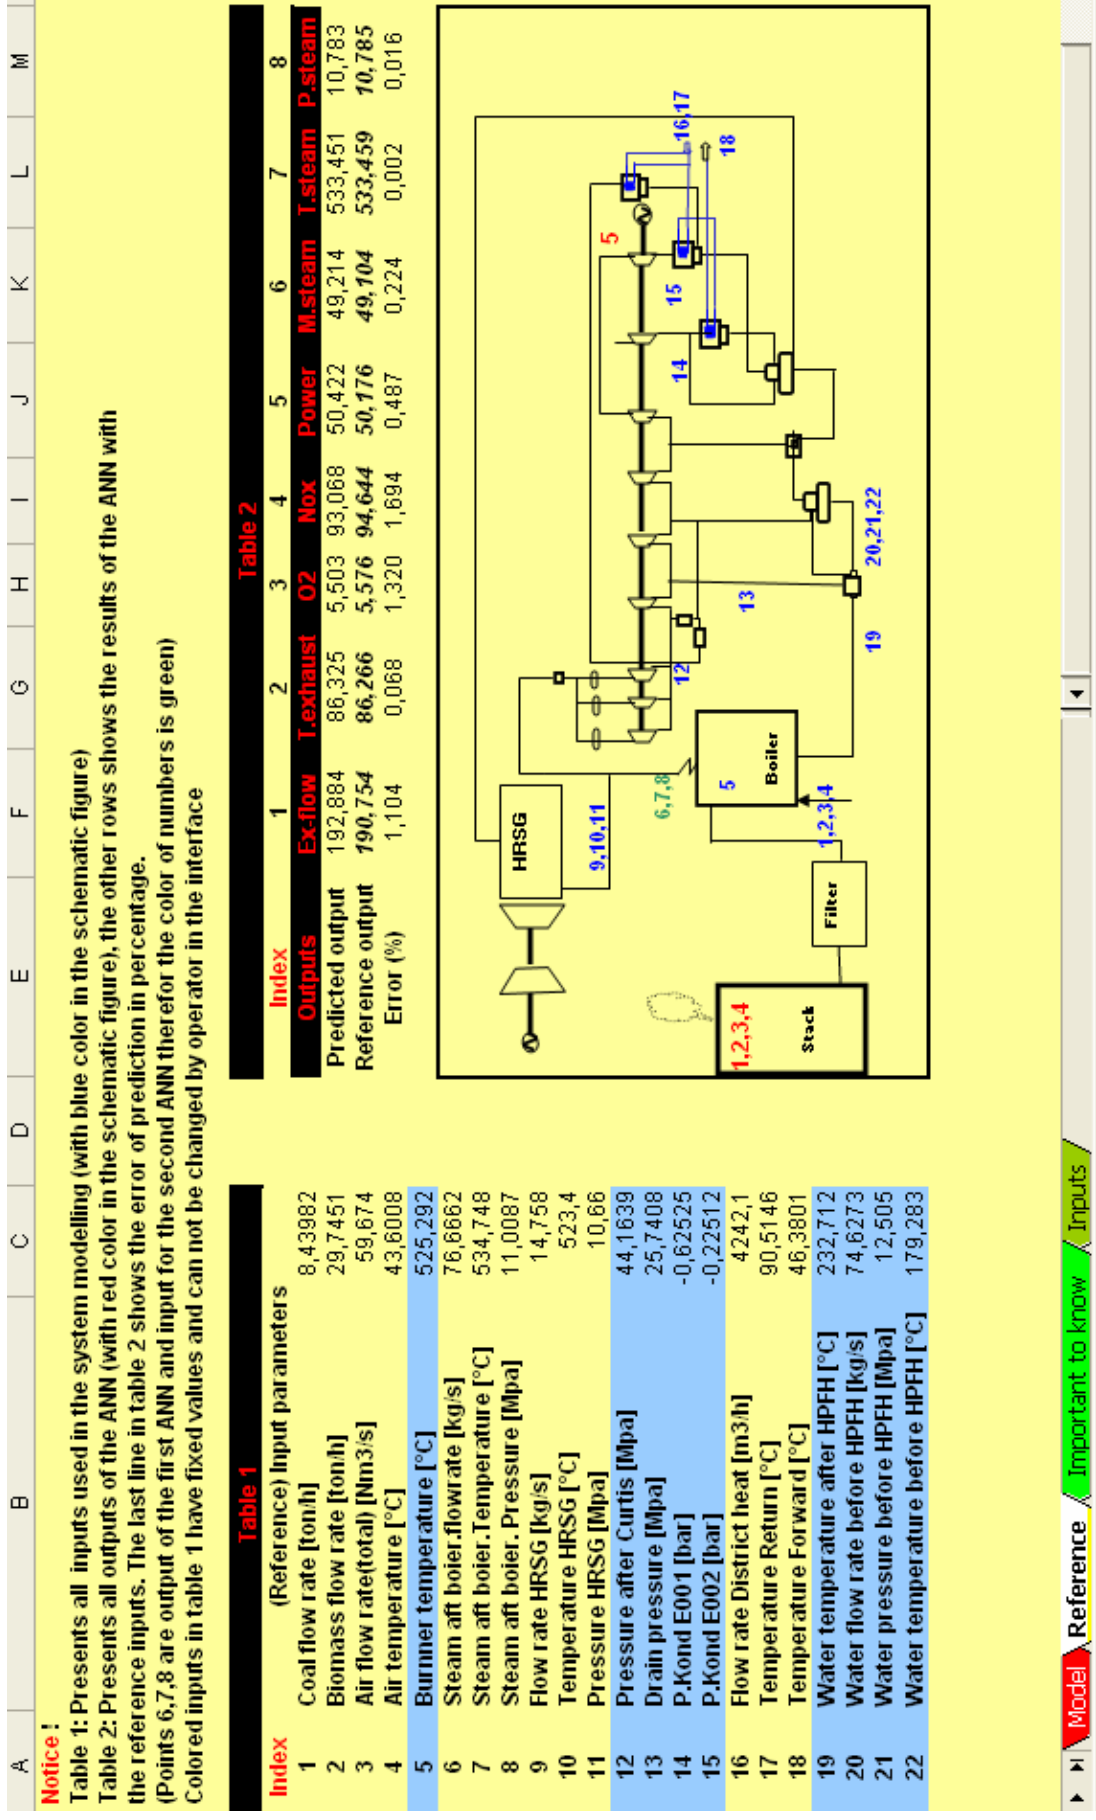 A B C D E F G H I J K L M
Notice!
Table 1: Presents all inputs used in the system modelling (with blue color in the schematic figure)
Table 2: Presents all outputs of the ANN (with red color in the schematic figure), the other rows shows the results of the ANN with
the reference inputs. The last line in table 2 shows the error of prediction in percentage.
(Points 6,7,8 are output of the first ANN and input for the second ANN therefor the color of numbers is green)
Colored inputs in table 1 have fixed values and can not be changed by operator in the interface
Table 1
Index (Reference) Input parameters
1 Coal flow rate [ton/h] 8,43982
2 Biomass flow rate [ton/h] 29,7451
3 Air flow rate(total) [Nm3/s] 59,674
4 Air temperature [°C] 43,6008
5 Burnner temperature [°C] 525,292
6 Steam aft boier.flowrate [kg/s] 76,6662
7 Steam aft boier.Temperature [°C] 534,748
8 Steam aft boier. Pressure [Mpa] 11,0087
9 Flow rate HRSG [kg/s] 14,758
10 Temperature HRSG [°C] 523,4
11 Pressure HRSG [Mpa] 10,66
12 Pressure after Curtis [Mpa] 44,1639
13 Drain pressure [Mpa] 25,7408
14 P.Kond E001 [bar] -0,62525
15 P.Kond E002 [bar] -0,22512
16 Flow rate District heat [m3/h] 4242,1
17 Temperature Return [°C] 90,5146
18 Temperature Forward [°C] 46,3801
19 Water temperature after HPFH [°C] 232,712
20 Water flow rate before HPFH [kg/s] 74,6273
21 Water pressure before HPFH [Mpa] 12,505
22 Water temperature before HPFH [°C] 179,283
Table 2
Index 1 2 3 4 5 6 7 8
Outputs Ex-flow T.exhaust O2 Nox Power M.steam T.steam P.steam
Predicted output 192,884 86,325 5,503 93,068 50,422 49,214 533,451 10,783
Reference output 190,754 86,266 5,576 94,644 50,176 49,104 533,459 10,785
Error (%) 1,104 0,068 1,320 1,694 0,487 0,224 0,002 0,016
HRSG
5
9,10,11
16,17
6,7,8
12
14
15
18
1,2,3,4
5
13
Stack
Filter
Boiler
1,2,3,4
19
20,21,22
Model Reference Important to know Inputs